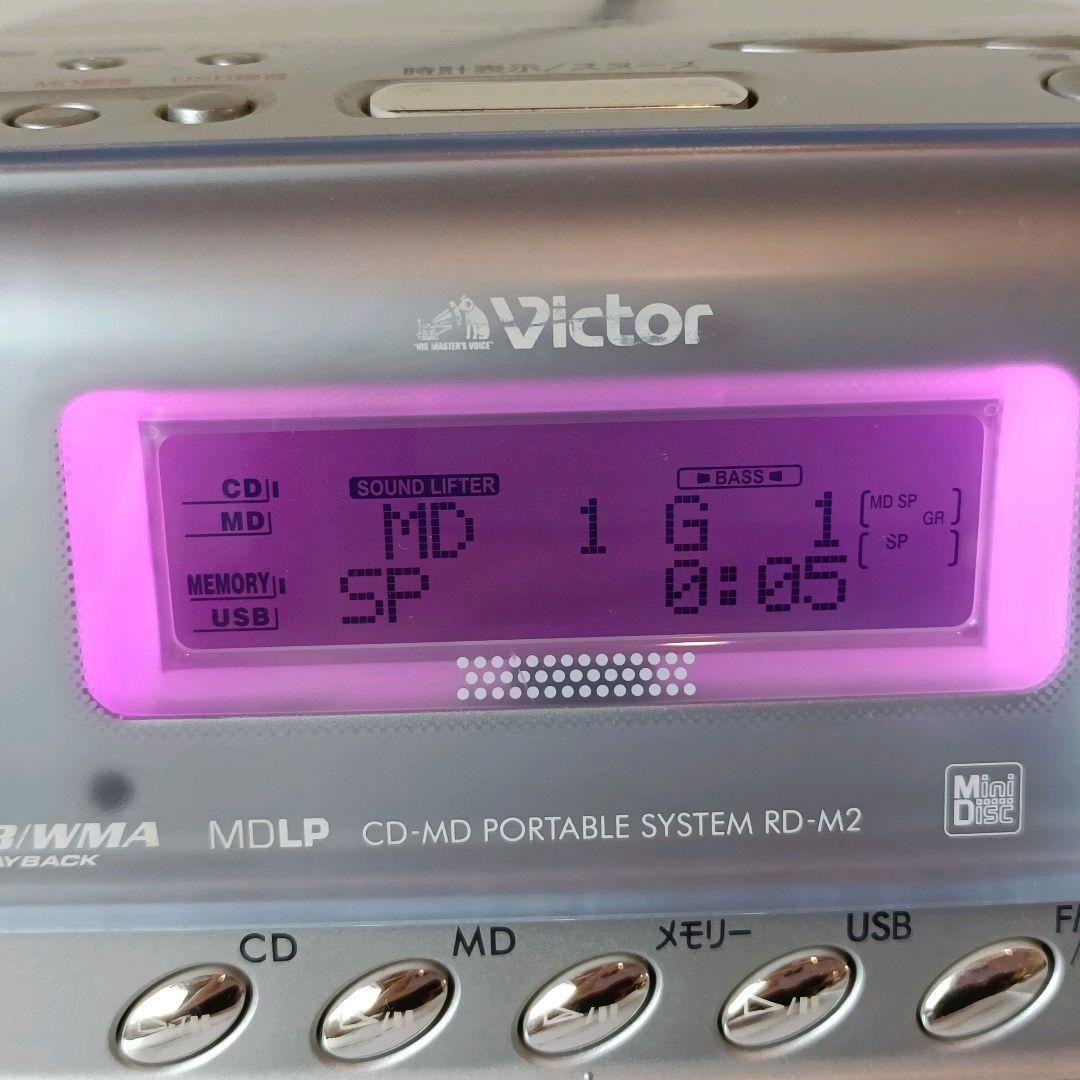 時計表示/スヌーズ
"HIS MASTER'S VOICE"
Victor
CD
SOUND LIFTER
BASS
MD
MD 1 G 1
MD SP
GR
SP
MEMORY
SP 0:05
USB
B/WMA
AYBACK
MDLP
CD-MD PORTABLE SYSTEM RD-M2
Mini
Disc
CD
MD
メモリー
USB